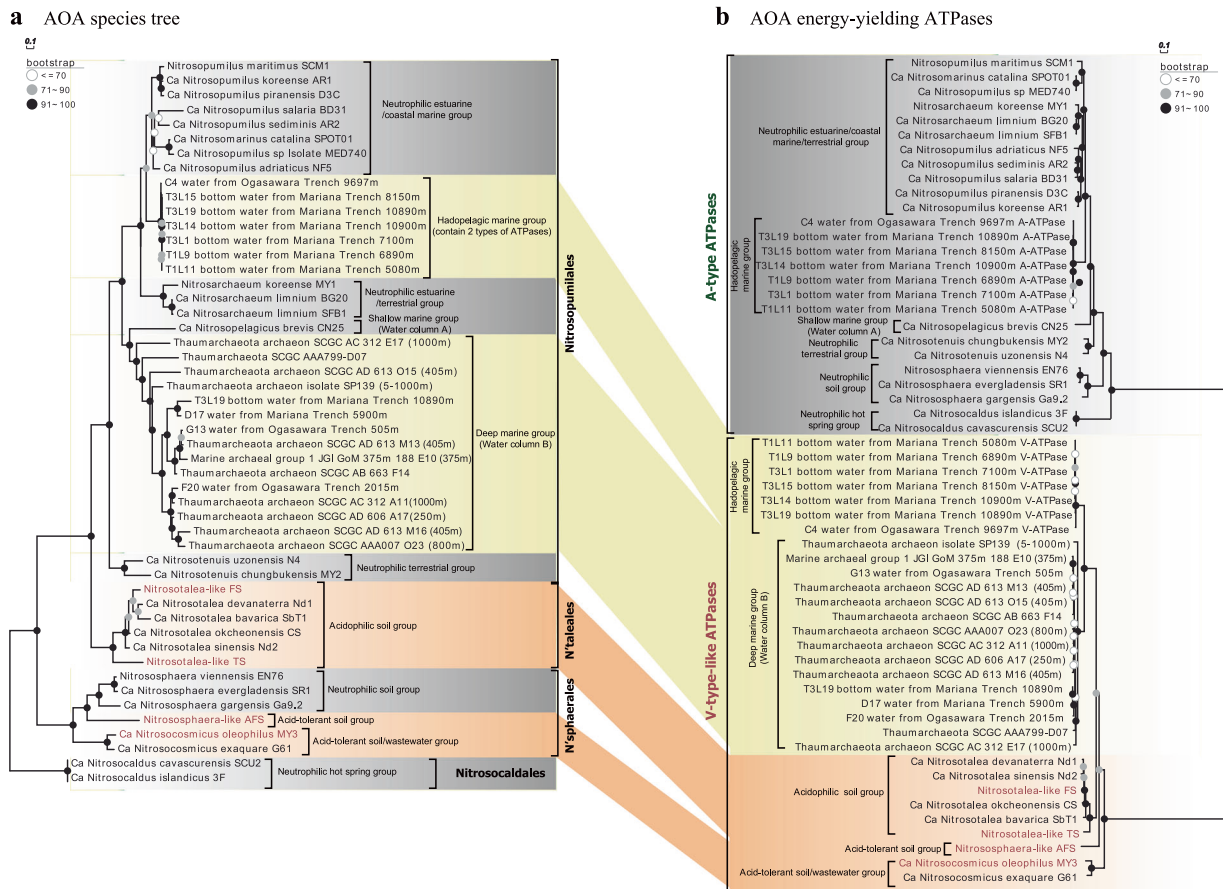 a AOA species tree
0.1
bootstrap
<=70
71~90
91~100
Nitrosopumilus maritimus SCM1
Ca Nitrosopumilus koreense AR1
Ca Nitrosopumilus piranensis D3C
Ca Nitrosopumilus salaria BD31
Ca Nitrosopumilus sediminis AR2
Ca Nitrosomarinus catalina SPOT01
Ca Nitrosopumilus sp Isolate MED740
Ca Nitrosopumilus adriaticus NF5
Neutrophilic estuarine
/coastal marine group
C4 water from Ogasawara Trench 9697m
T3L15 bottom water from Mariana Trench 8150m
T3L19 bottom water from Mariana Trench 10890m
T3L14 bottom water from Mariana Trench 10900m
T3L1 bottom water from Mariana Trench 7100m
T1L9 bottom water from Mariana Trench 6890m
T1L11 bottom water from Mariana Trench 5080m
Hadopelagic marine group
(contain 2 types of ATPases)
Nitrosarchaeum koreense MY1
Ca Nitrosarchaeum limnium BG20
Ca Nitrosarchaeum limnium SFB1
Neutrophilic estuarine
/terrestrial group
Ca Nitrosopelagicus brevis CN25
Shallow marine group
(Water column A)
Thaumarchaeota archaeon SCGC AC 312 E17 (1000m)
Thaumarchaeota archaeon SCGC AAA799-D07
Thaumarchaeota archaeon SCGC AD 613 O15 (405m)
Thaumarchaeota archaeon isolate SP139 (5-1000m)
T3L19 bottom water from Mariana Trench 10890m
D17 water from Mariana Trench 5900m
G13 water from Ogasawara Trench 505m
Thaumarchaeota archaeon SCGC AD 613 M13 (405m)
Marine archaeal group 1 JGI GoM 375m 188 E10 (375m)
Thaumarchaeota archaeon SCGC AB 663 F14
F20 water from Ogasawara Trench 2015m
Thaumarchaeota archaeon SCGC AC 312 A11(1000m)
Thaumarchaeota archaeon SCGC AD 606 A17(250m)
Thaumarchaeota archaeon SCGC AD 613 M16 (405m)
Thaumarchaeota archaeon SCGC AAA007 O23 (800m)
Deep marine group
(Water column B)
Ca Nitrosotenuis uzonensis N4
Ca Nitrosotenuis chungbukensis MY2
Neutrophilic terrestrial group
Nitrosopumilales
Nitrosotalea-like FS
Ca Nitrosotalea devanaterra Nd1
Ca Nitrosotalea bavarica SbT1
Ca Nitrosotalea okcheonensis CS
Ca Nitrosotalea sinensis Nd2
Nitrosotalea-like TS
Acidophilic soil group
N'taleales
Nitrososphaera viennensis EN76
Ca Nitrososphaera evergladensis SR1
Ca Nitrososphaera gargensis Ga9.2
Neutrophilic soil group
Nitrososphaera-like AFS
Acid-tolerant soil group
Ca Nitrosocosmicus oleophilus MY3
Ca Nitrosocosmicus exaquare G61
Acid-tolerant soil/wastewater group
N'sphaerales
Ca Nitrosocaldus cavascurensis SCU2
Ca Nitrosocaldus islandicus 3F
Neutrophilic hot spring group
Nitrosocaldales
b AOA energy-yielding ATPases
0.1
bootstrap
<=70
71~90
91~100
A-type ATPases
Nitrosopumilus maritimus SCM1
Ca Nitrosomarinus catalina SPOT01
Ca Nitrosopumilus sp MED740
Nitrosarchaeum koreense MY1
Ca Nitrosarchaeum limnium BG20
Ca Nitrosarchaeum limnium SFB1
Ca Nitrosopumilus adriaticus NF5
Ca Nitrosopumilus sediminis AR2
Ca Nitrosopumilus salaria BD31
Ca Nitrosopumilus piranensis D3C
Ca Nitrosopumilus koreense AR1
Neutrophilic estuarine/coastal
marine/terrestrial group
C4 water from Ogasawara Trench 9697m A-ATPase
T3L19 bottom water from Mariana Trench 10890m A-ATPase
T3L15 bottom water from Mariana Trench 8150m A-ATPase
T3L14 bottom water from Mariana Trench 10900m A-ATPase
T1L9 bottom water from Mariana Trench 6890m A-ATPase
T3L1 bottom water from Mariana Trench 7100m A-ATPase
T1L11 bottom water from Mariana Trench 5080m A-ATPase
Hadopelagic
marine group
Shallow marine group
(Water column A)
Ca Nitrosopelagicus brevis CN25
Neutrophilic
terrestrial group
Ca Nitrosotenuis chungbukensis MY2
Ca Nitrosotenuis uzonensis N4
Neutrophilic
soil group
Nitrososphaera viennensis EN76
Ca Nitrososphaera evergladensis SR1
Ca Nitrososphaera gargensis Ga9.2
Neutrophilic hot
spring group
Ca Nitrosocaldus islandicus 3F
Ca Nitrosocaldus cavascurensis SCU2
V-type-like ATPases
T1L11 bottom water from Mariana Trench 5080m V-ATPase
T1L9 bottom water from Mariana Trench 6890m V-ATPase
T3L1 bottom water from Mariana Trench 7100m V-ATPase
T3L15 bottom water from Mariana Trench 8150m V-ATPase
T3L14 bottom water from Mariana Trench 10900m V-ATPase
T3L19 bottom water from Mariana Trench 10890m V-ATPase
C4 water from Ogasawara Trench 9697m V-ATPase
Hadopelagic
marine group
Thaumarchaeota archaeon isolate SP139 (5-1000m)
Marine archaeal group 1 JGI GoM 375m 188 E10 (375m)
G13 water from Ogasawara Trench 505m
Thaumarchaeota archaeon SCGC AD 613 M13 (405m)
Thaumarchaeota archaeon SCGC AD 613 O15 (405m)
Thaumarchaeota archaeon SCGC AB 663 F14
Thaumarchaeota archaeon SCGC AAA007 O23 (800m)
Thaumarchaeota archaeon SCGC AC 312 A11 (1000m)
Thaumarchaeota archaeon SCGC AD 606 A17 (250m)
Thaumarchaeota archaeon SCGC AD 613 M16 (405m)
T3L19 bottom water from Mariana Trench 10890m
D17 water from Mariana Trench 5900m
F20 water from Ogasawara Trench 2015m
Thaumarchaeota archaeon SCGC AAA799-D07
Thaumarchaeota archaeon SCGC AC 312 E17 (1000m)
Deep marine group
(Water column B)
Ca Nitrosotalea devanaterra Nd1
Ca Nitrosotalea sinensis Nd2
Nitrosotalea-like FS
Ca Nitrosotalea okcheonensis CS
Ca Nitrosotalea bavarica SbT1
Nitrosotalea-like TS
Acidophilic soil group
Acid-tolerant soil group
Nitrososphaera-like AFS
Acid-tolerant soil/wastewater group
Ca Nitrosocosmicus oleophilus MY3
Ca Nitrosocosmicus exaquare G61